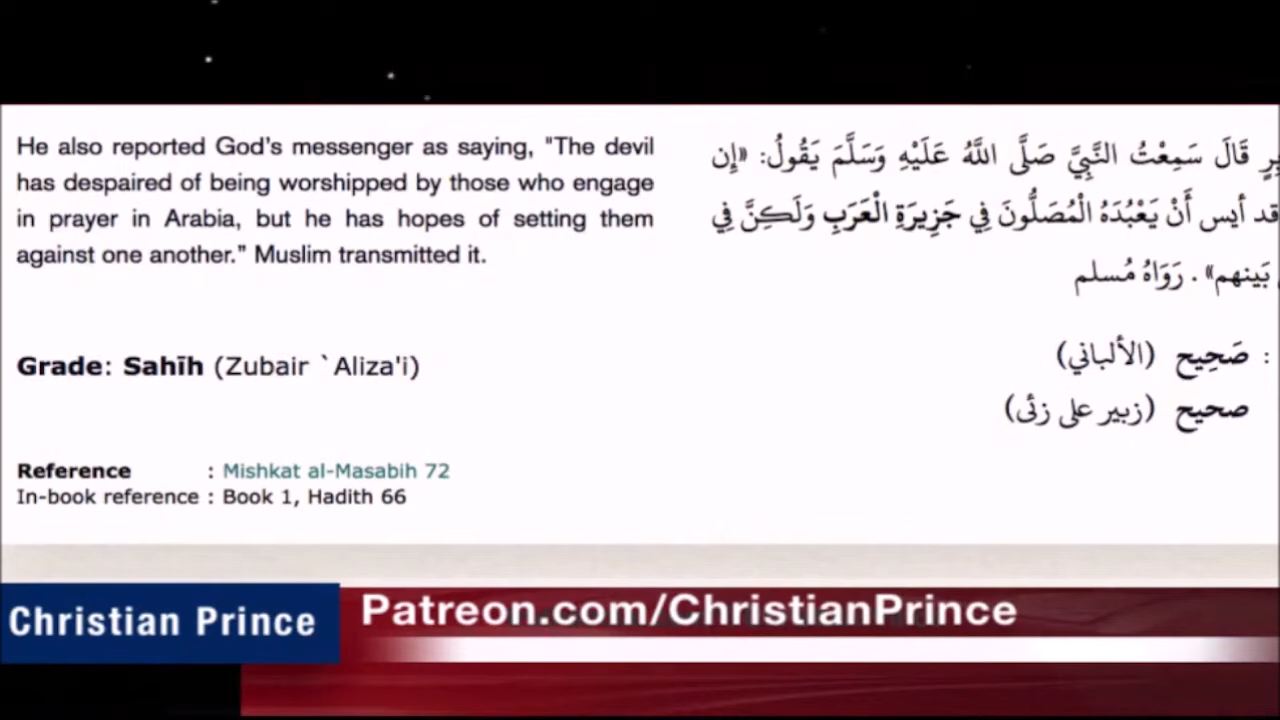 He also reported God's messenger as saying, "The devil
has despaired of being worshipped by those who engage
in prayer in Arabia, but he has hopes of setting them
against one another." Muslim transmitted it.
قَالَ سَمِعْتُ النَّبِيَّ صَلَّى اللَّهُ عَلَيْهِ وَسَلَّمَ يَقُولُ: «إِن
قد أيس أَنْ يَعْبُدَهُ الْمُصَلُّونَ فِي جَزِيرَةِ الْعَرَبِ وَلَكِنَّ فِي
بَينهم» . رَوَاهُ مُسلم
Grade: Sahīh (Zubair `Aliza'i)
: صَحِيح (الألباني)
صحيح (زبير على زئی)
Reference : Mishkat al-Masabih 72
In-book reference : Book 1, Hadith 66
Christian Prince
Patreon.com/ChristianPrince